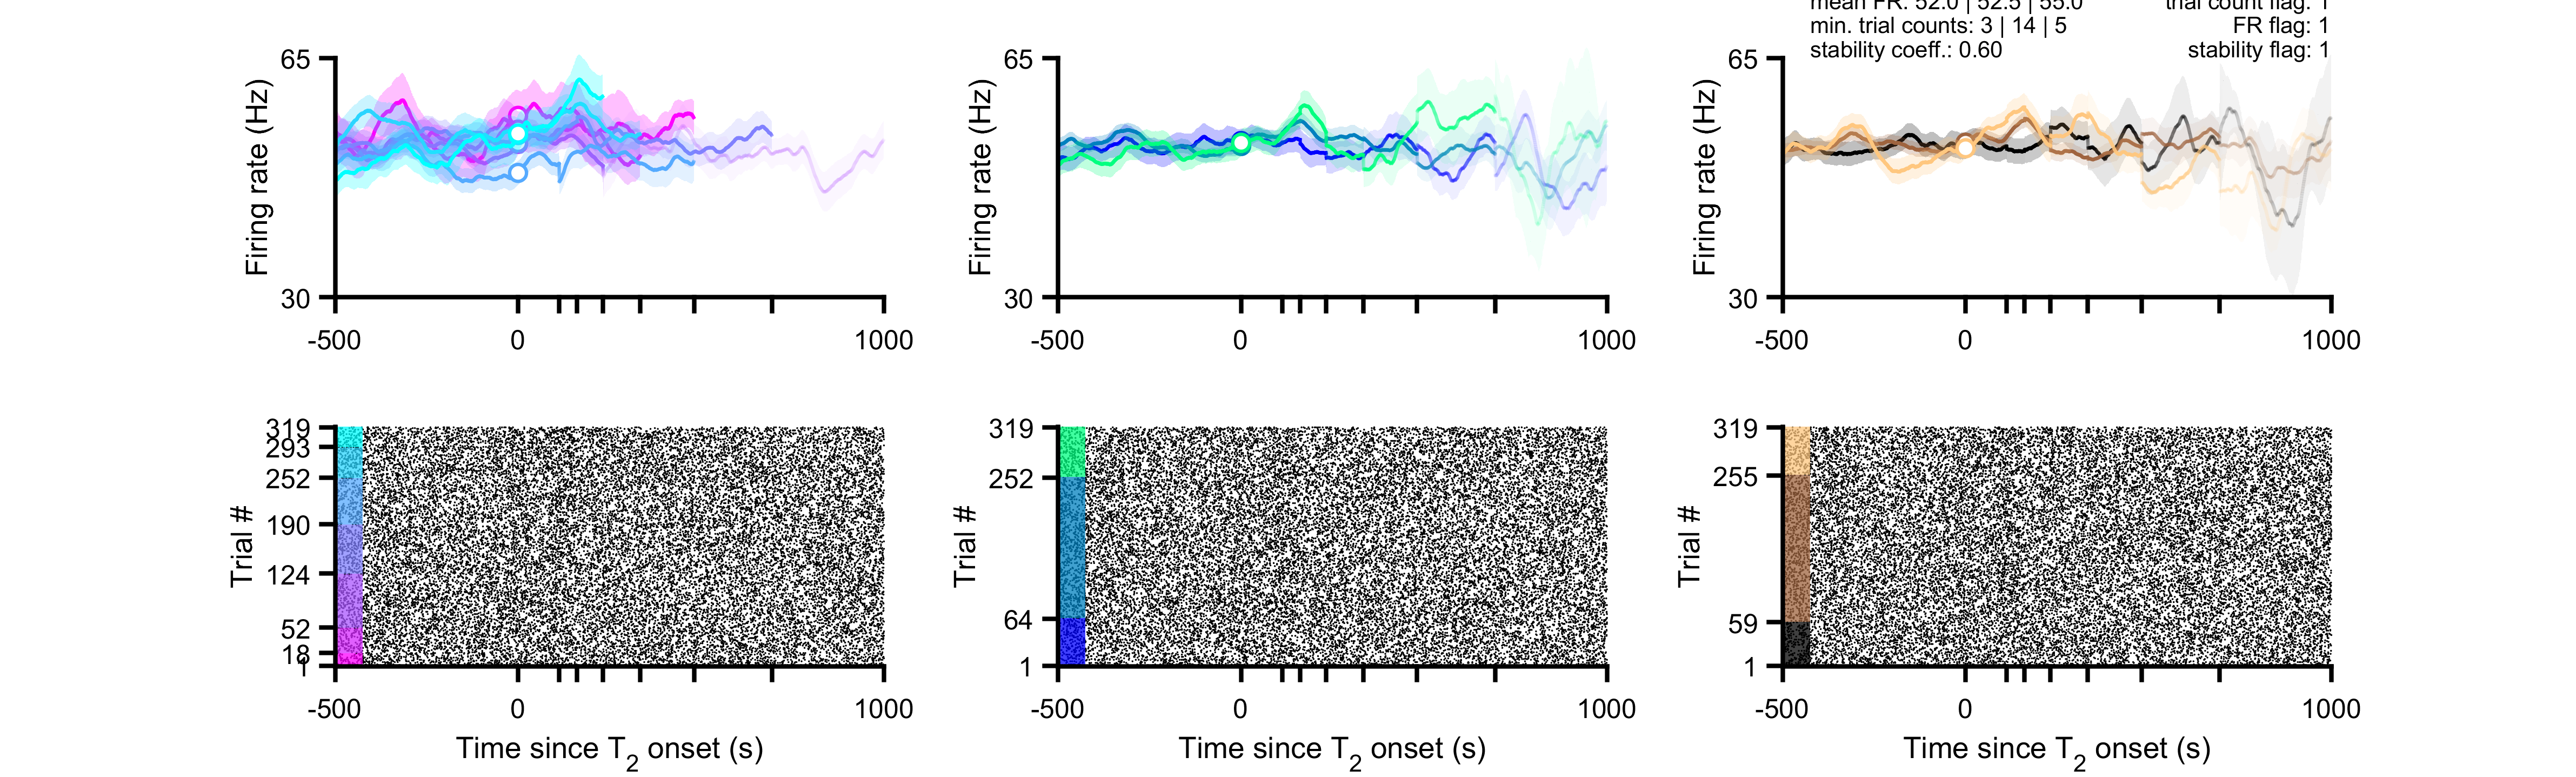 mean FR: 52.0 | 52.5 | 55.0 trial count flag: 1
min. trial counts: 3 | 14 | 5 FR flag: 1
stability coeff.: 0.60 stability flag: 1
65 65 65
Firing rate (Hz) Firing rate (Hz) Firing rate (Hz)
30 30 30
-500 0 1000 -500 0 1000 -500 0 1000
319 319 319
293
252 252 255
190
Trial # Trial # Trial #
124
52 64 59
18
1 1 1
-500 0 1000 -500 0 1000 -500 0 1000
Time since T2 onset (s) Time since T2 onset (s) Time since T2 onset (s)